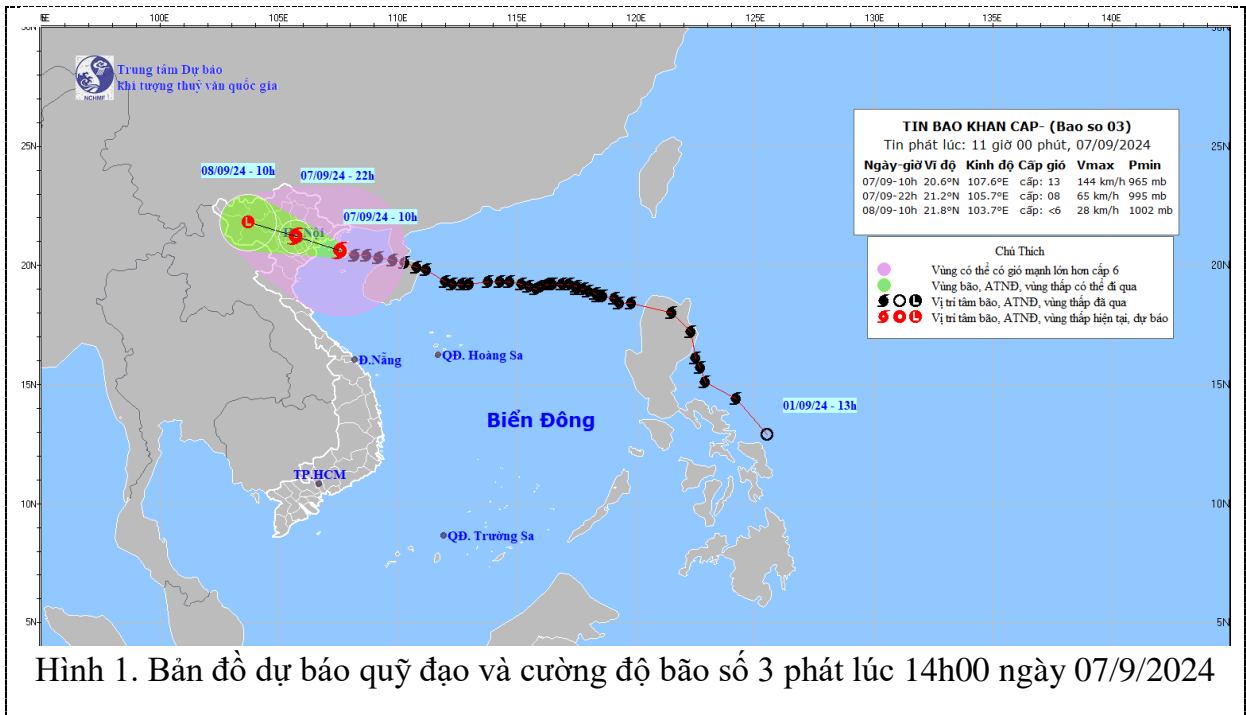 100E 105E 110E 115E 120E 125E 130E 135E 140E
Trung tâm Dự báo
khí tượng thuỷ văn quốc gia
NCHMF
25N
20N
15N
10N
5N
25N
20N
15N
10N
5N
TIN BAO KHAN CAP- (Bao so 03)
Tin phát lúc: 11 giờ 00 phút, 07/09/2024
Ngày-giờ Vĩ độ Kinh độ Cấp gió Vmax Pmin
07/09-10h 20.6°N 107.6°E cấp: 13 144 km/h 965 mb
07/09-22h 21.2°N 105.7°E cấp: 08 65 km/h 995 mb
08/09-10h 21.8°N 103.7°E cấp: <6 28 km/h 1002 mb
Chú Thích
Vùng có thể có gió mạnh lớn hơn cấp 6
Vùng bão, ATNĐ, vùng thấp có thể đi qua
Vị trí tâm bão, ATNĐ, vùng thấp đã qua
Vị trí tâm bão, ATNĐ, vùng thấp hiện tại, dự báo
08/09/24 - 10h
07/09/24 - 22h
07/09/24 - 10h
Hà Nội
Đ.Nẵng
QĐ. Hoàng Sa
01/09/24 - 13h
Biển Đông
TP.HCM
QĐ. Trường Sa
Hình 1. Bản đồ dự báo quỹ đạo và cường độ bão số 3 phát lúc 14h00 ngày 07/9/2024